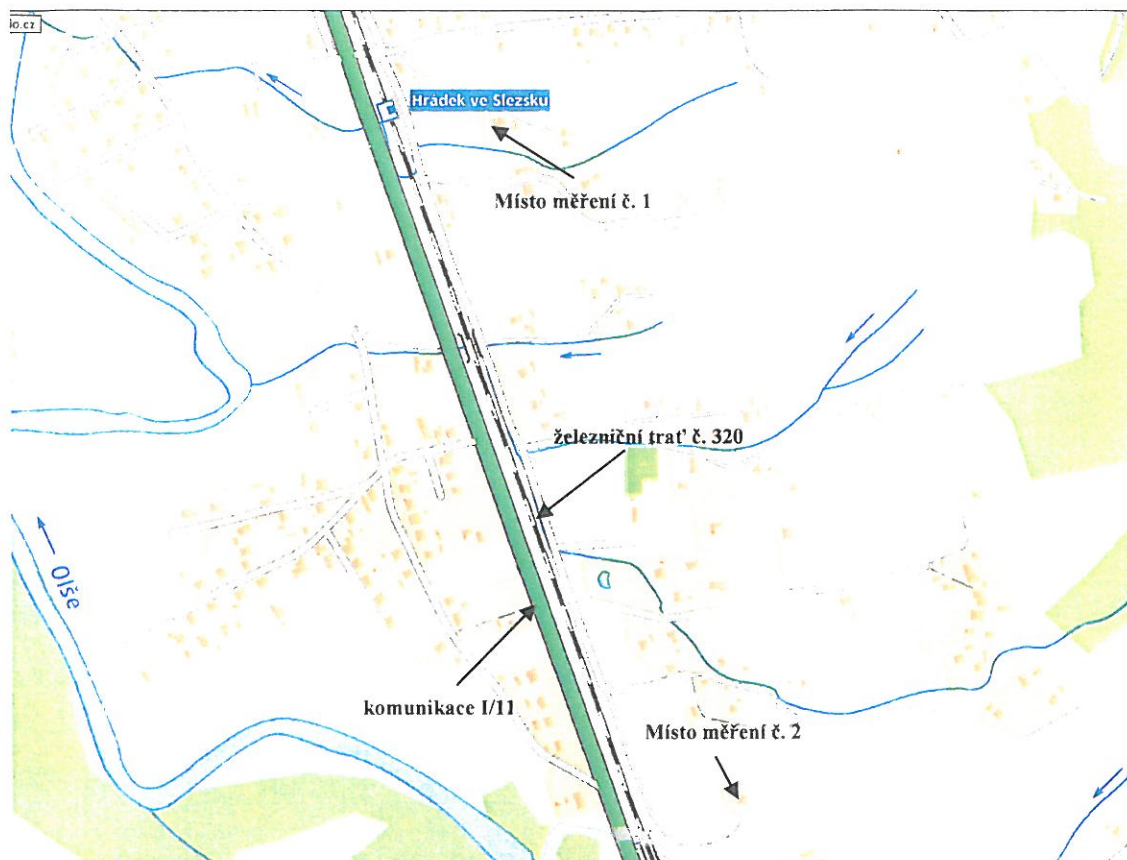 Hrádek ve Slezsku
Místo měření č. 1
železniční trať č. 320
Olše
komunikace I/11
Místo měření č. 2